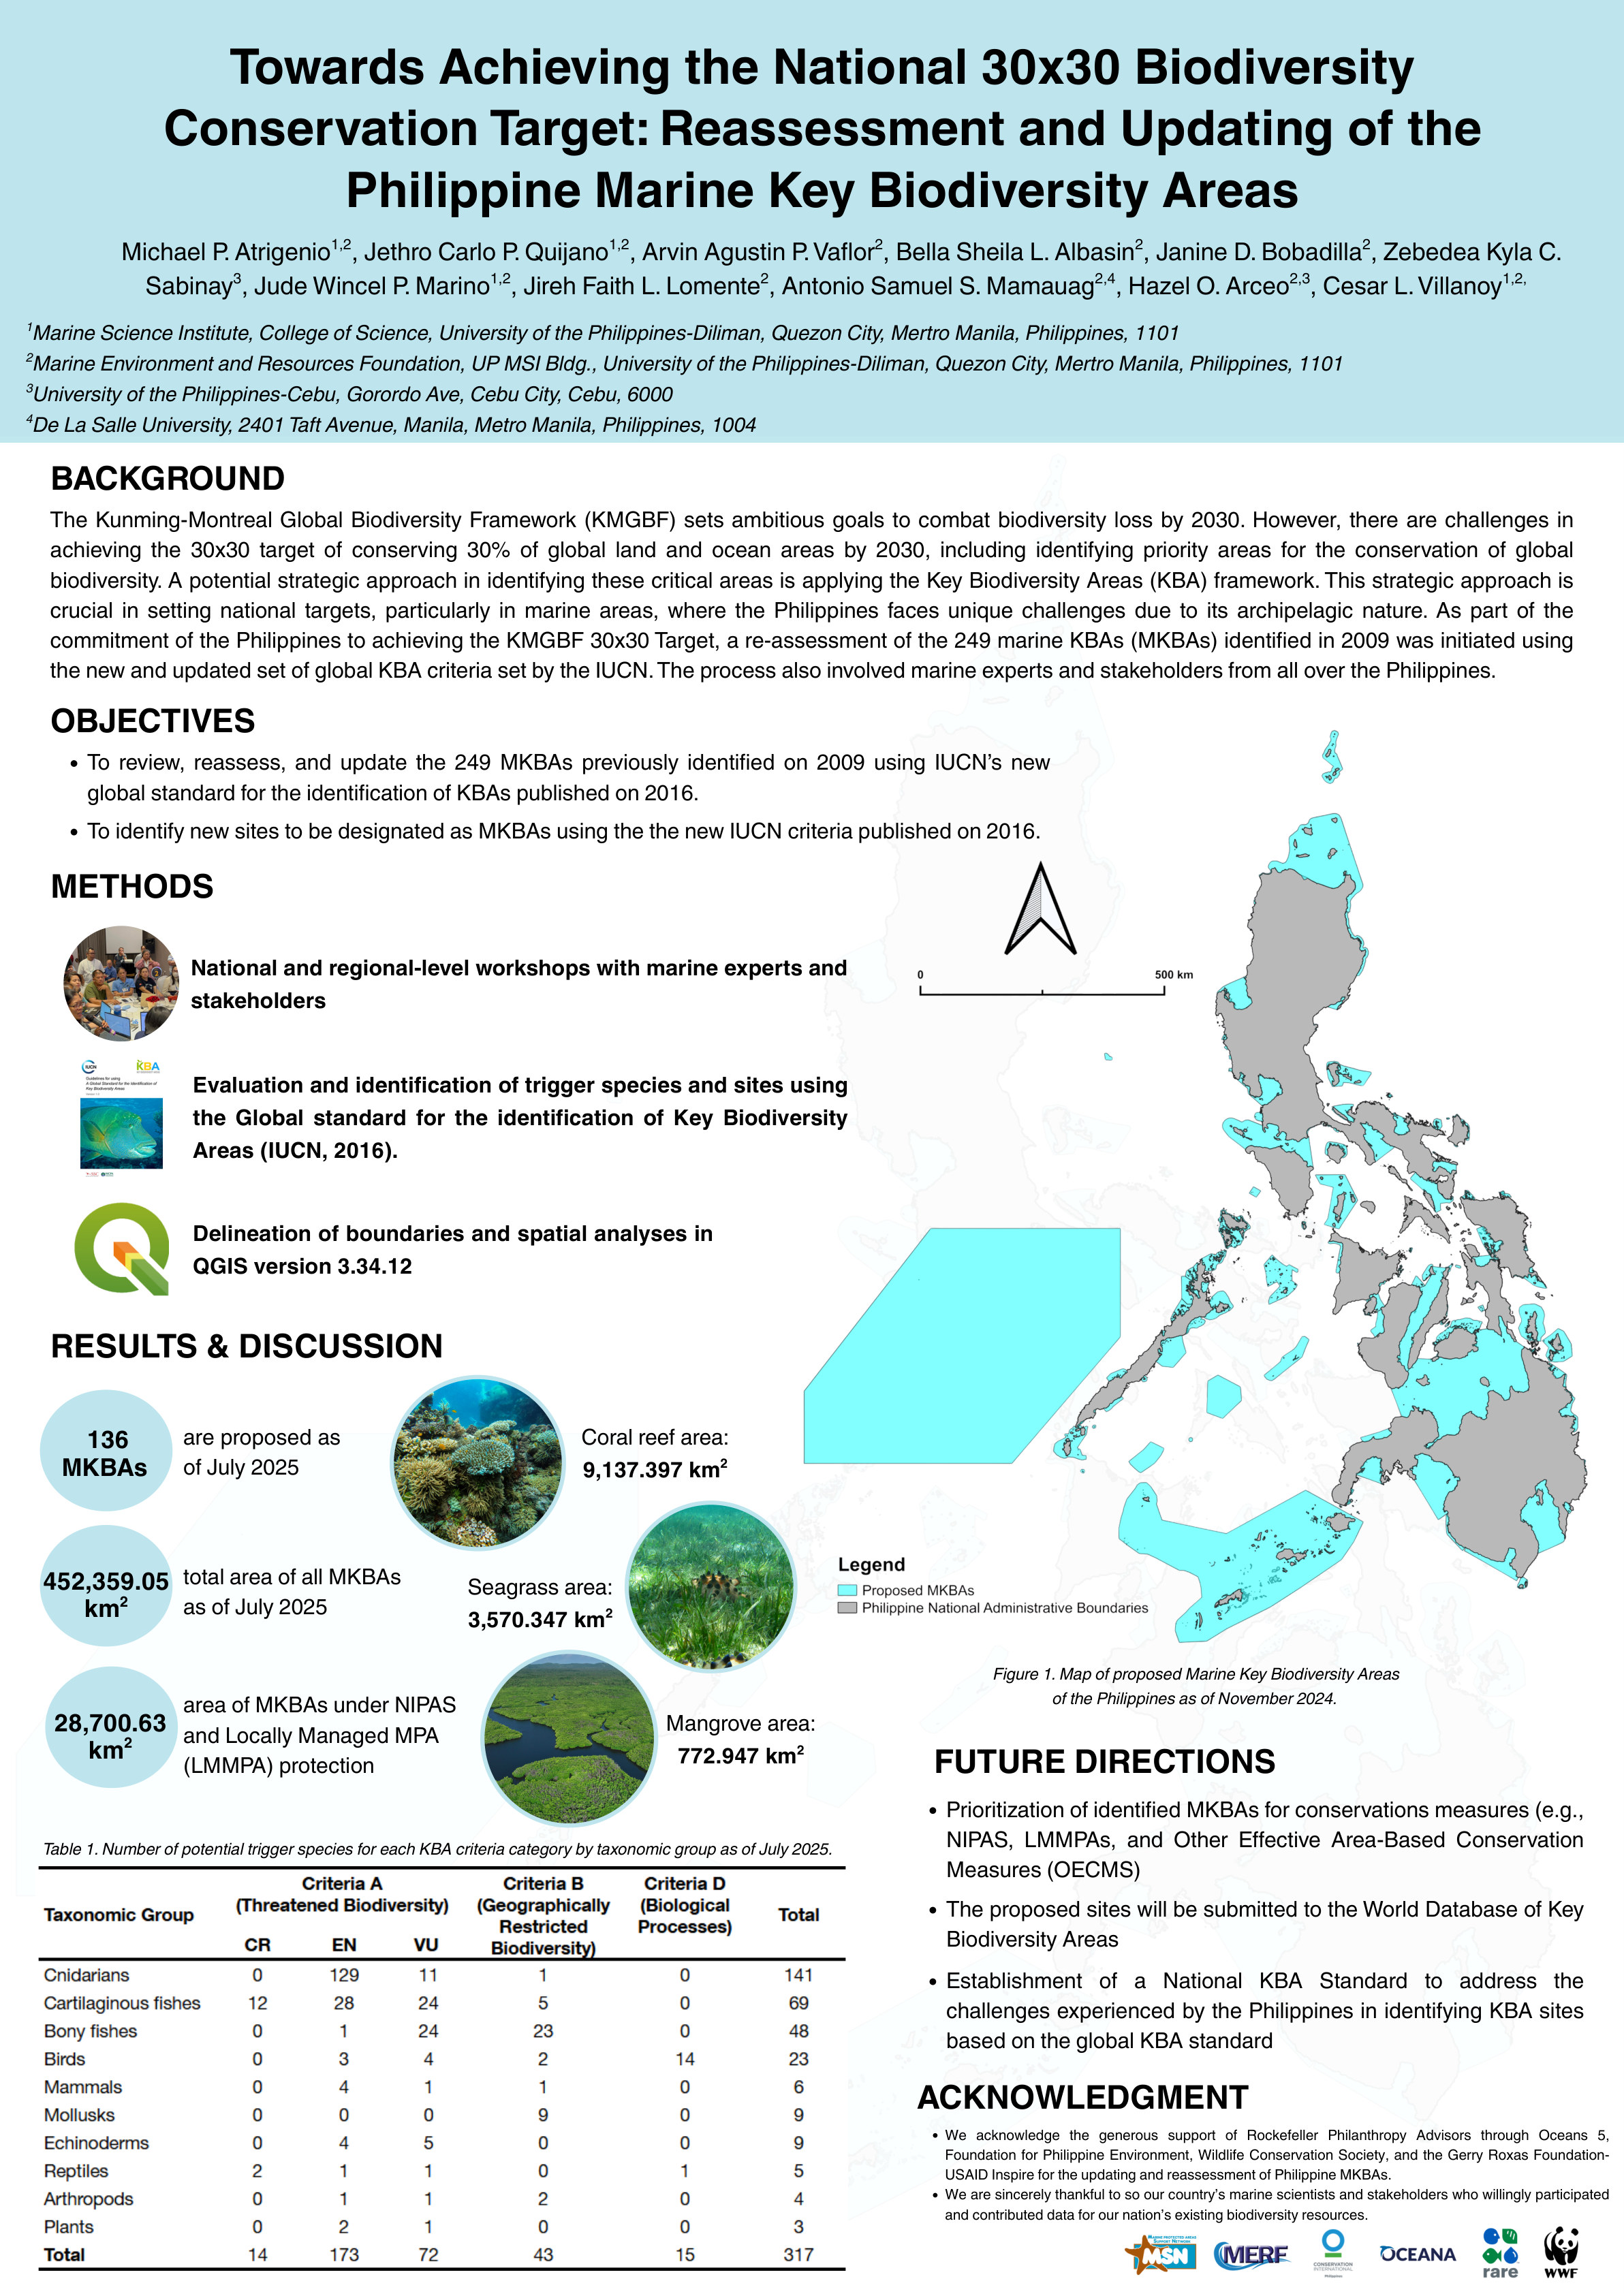 Towards Achieving the National 30x30 Biodiversity
Conservation Target: Reassessment and Updating of the
Philippine Marine Key Biodiversity Areas
Michael P. Atrigenio1,2, Jethro Carlo P. Quijano1,2, Arvin Agustin P. Vaflor2, Bella Sheila L. Albasin2, Janine D. Bobadilla2, Zebedea Kyla C.
Sabinay3, Jude Wincel P. Marino1,2, Jireh Faith L. Lomente2, Antonio Samuel S. Mamauag2,4, Hazel O. Arceo2,3, Cesar L. Villanoy1,2,
1Marine Science Institute, College of Science, University of the Philippines-Diliman, Quezon City, Mertro Manila, Philippines, 1101
2Marine Environment and Resources Foundation, UP MSI Bldg., University of the Philippines-Diliman, Quezon City, Mertro Manila, Philippines, 1101
3University of the Philippines-Cebu, Gorordo Ave, Cebu City, Cebu, 6000
4De La Salle University, 2401 Taft Avenue, Manila, Metro Manila, Philippines, 1004
BACKGROUND
The Kunming-Montreal Global Biodiversity Framework (KMGBF) sets ambitious goals to combat biodiversity loss by 2030. However, there are challenges in
achieving the 30x30 target of conserving 30% of global land and ocean areas by 2030, including identifying priority areas for the conservation of global
biodiversity. A potential strategic approach in identifying these critical areas is applying the Key Biodiversity Areas (KBA) framework. This strategic approach is
crucial in setting national targets, particularly in marine areas, where the Philippines faces unique challenges due to its archipelagic nature. As part of the
commitment of the Philippines to achieving the KMGBF 30x30 Target, a re-assessment of the 249 marine KBAs (MKBAs) identified in 2009 was initiated using
the new and updated set of global KBA criteria set by the IUCN. The process also involved marine experts and stakeholders from all over the Philippines.
OBJECTIVES
• To review, reassess, and update the 249 MKBAs previously identified on 2009 using IUCN's new
global standard for the identification of KBAs published on 2016.
• To identify new sites to be designated as MKBAs using the the new IUCN criteria published on 2016.
METHODS
National and regional-level workshops with marine experts and
stakeholders
IUCN
KBA
Guidelines for using
A Global Standard for the Identification of
Key Biodiversity Areas
Evaluation and identification of trigger species and sites using
the Global standard for the identification of Key Biodiversity
Areas (IUCN, 2016).
Delineation of boundaries and spatial analyses in
QGIS version 3.34.12
0 500 km
Legend
Proposed MKBAs
Philippine National Administrative Boundaries
Figure 1. Map of proposed Marine Key Biodiversity Areas
of the Philippines as of November 2024.
RESULTS & DISCUSSION
136
MKBAs
are proposed as
of July 2025
452,359.05
km2
total area of all MKBAs
as of July 2025
28,700.63
km2
area of MKBAs under NIPAS
and Locally Managed MPA
(LMMPA) protection
Coral reef area:
9,137.397 km2
Seagrass area:
3,570.347 km2
Mangrove area:
772.947 km2
Table 1. Number of potential trigger species for each KBA criteria category by taxonomic group as of July 2025.
Taxonomic Group
Criteria A
(Threatened Biodiversity)
CR EN VU
Criteria B
(Geographically
Restricted
Biodiversity)
Criteria D
(Biological
Processes)
Total
Cnidarians 0 129 11 1 0 141
Cartilaginous fishes 12 28 24 5 0 69
Bony fishes 0 1 24 23 0 48
Birds 0 3 4 2 14 23
Mammals 0 4 1 1 0 6
Mollusks 0 0 0 9 0 9
Echinoderms 0 4 5 0 0 9
Reptiles 2 1 1 0 1 5
Arthropods 0 1 1 2 0 4
Plants 0 2 1 0 0 3
Total 14 173 72 43 15 317
FUTURE DIRECTIONS
• Prioritization of identified MKBAs for conservations measures (e.g.,
NIPAS, LMMPAs, and Other Effective Area-Based Conservation
Measures (OECMS)
• The proposed sites will be submitted to the World Database of Key
Biodiversity Areas
• Establishment of a National KBA Standard to address the
challenges experienced by the Philippines in identifying KBA sites
based on the global KBA standard
ACKNOWLEDGMENT
• We acknowledge the generous support of Rockefeller Philanthropy Advisors through Oceans 5,
Foundation for Philippine Environment, Wildlife Conservation Society, and the Gerry Roxas Foundation-
USAID Inspire for the updating and reassessment of Philippine MKBAs.
• We are sincerely thankful to so our country's marine scientists and stakeholders who willingly participated
and contributed data for our nation's existing biodiversity resources.
MARINE PROTECTED AREAS
SUPPORT NETWORK
MSN
MERF
CONSERVATION
INTERNATIONAL
Philippines
OCEANA
rare
WWF